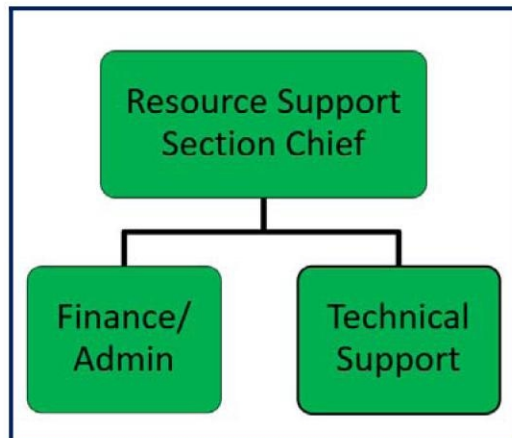 Resource Support
Section Chief
Finance/
Admin
Technical
Support